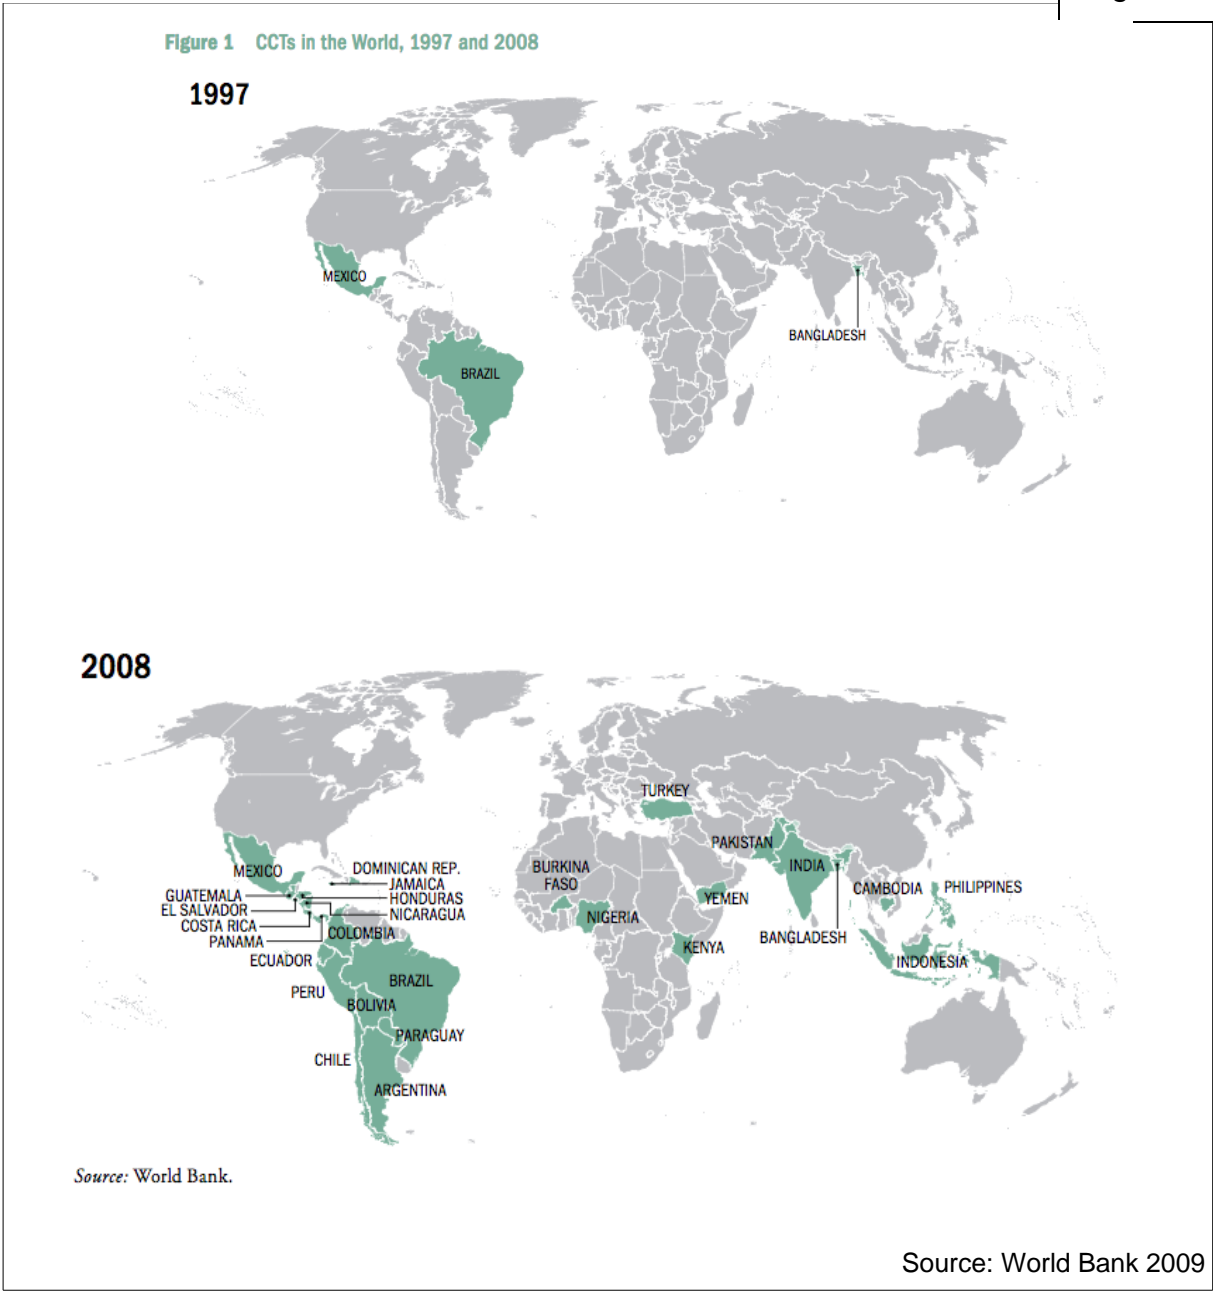 Figure 1 CCTs in the World, 1997 and 2008
1997
MEXICO
BANGLADESH
BRAZIL
2008
TURKEY
PAKISTAN
MEXICO
DOMINICAN REP.
BURKINA
FASO
INDIA
JAMAICA
CAMBODIA
PHILIPPINES
GUATEMALA
HONDURAS
YEMEN
EL SALVADOR
NICARAGUA
NIGERIA
COSTA RICA
COLOMBIA
BANGLADESH
PANAMA
KENYA
ECUADOR
INDONESIA
BRAZIL
PERU
BOLIVIA
PARAGUAY
CHILE
ARGENTINA
Source: World Bank.
Source: World Bank 2009